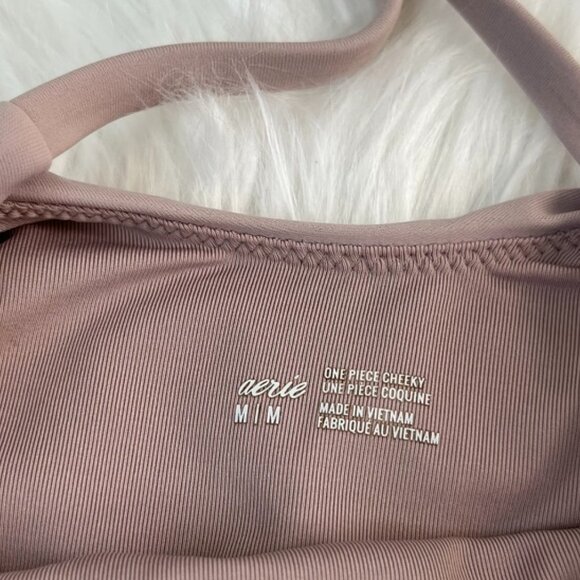 aerie
M | M
ONE PIECE CHEEKY
UNE PIÈCE COQUINE
MADE IN VIETNAM
FABRIQUÉ AU VIETNAM